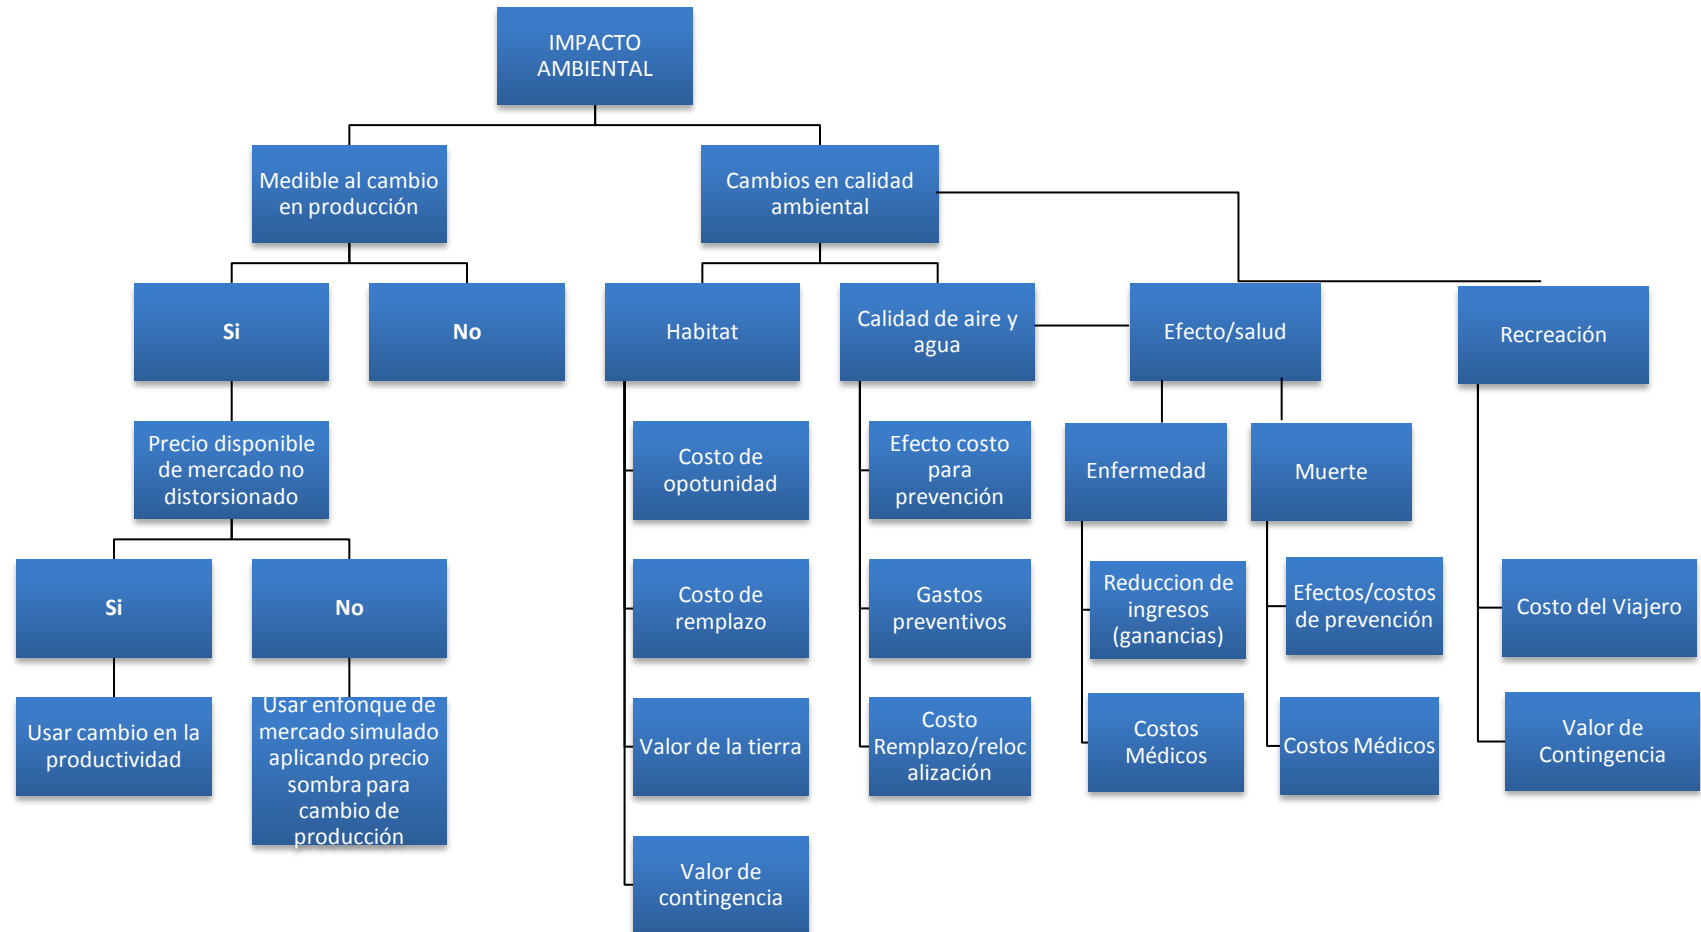 IMPACTO
AMBIENTAL
Medible al cambio
en producción
Cambios en calidad
ambiental
Si
No
Habitat
Calidad de aire y
agua
Efecto/salud
Recreación
Precio disponible
de mercado no
distorsionado
Costo de
opotunidad
Efecto costo
para
prevención
Enfermedad
Muerte
Si
No
Costo de
remplazo
Gastos
preventivos
Reduccion de
ingresos
(ganancias)
Efectos/costos
de prevención
Costo del Viajero
Usar cambio en la
productividad
Usar enfonque de
mercado simulado
aplicando precio
sombra para
cambio de
producción
Valor de la tierra
Costo
Remplazo/reloc
alización
Costos
Médicos
Costos Médicos
Valor de
Contingencia
Valor de
contingencia